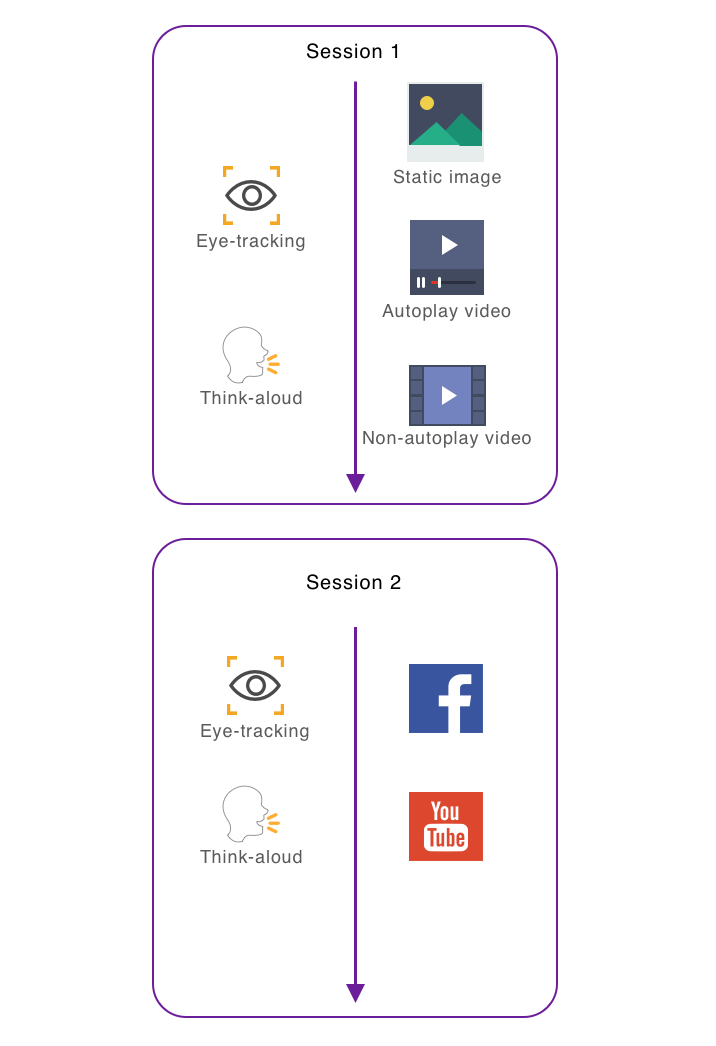 Session 1
Static image
Eye-tracking
Autoplay video
Think-aloud
Non-autoplay video
Session 2
Eye-tracking
f
You
Tube
Think-aloud